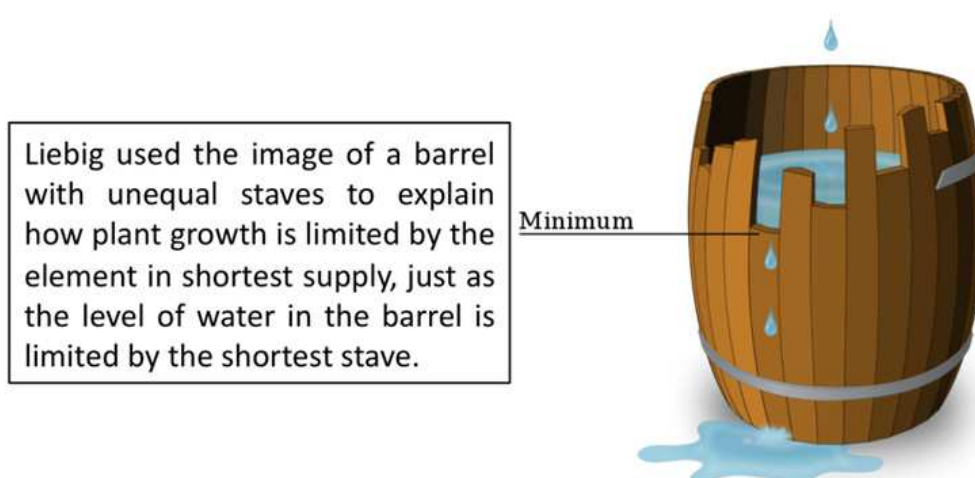 Liebig used the image of a barrel
with unequal staves to explain
how plant growth is limited by the
element in shortest supply, just as
the level of water in the barrel is
limited by the shortest stave.
Minimum